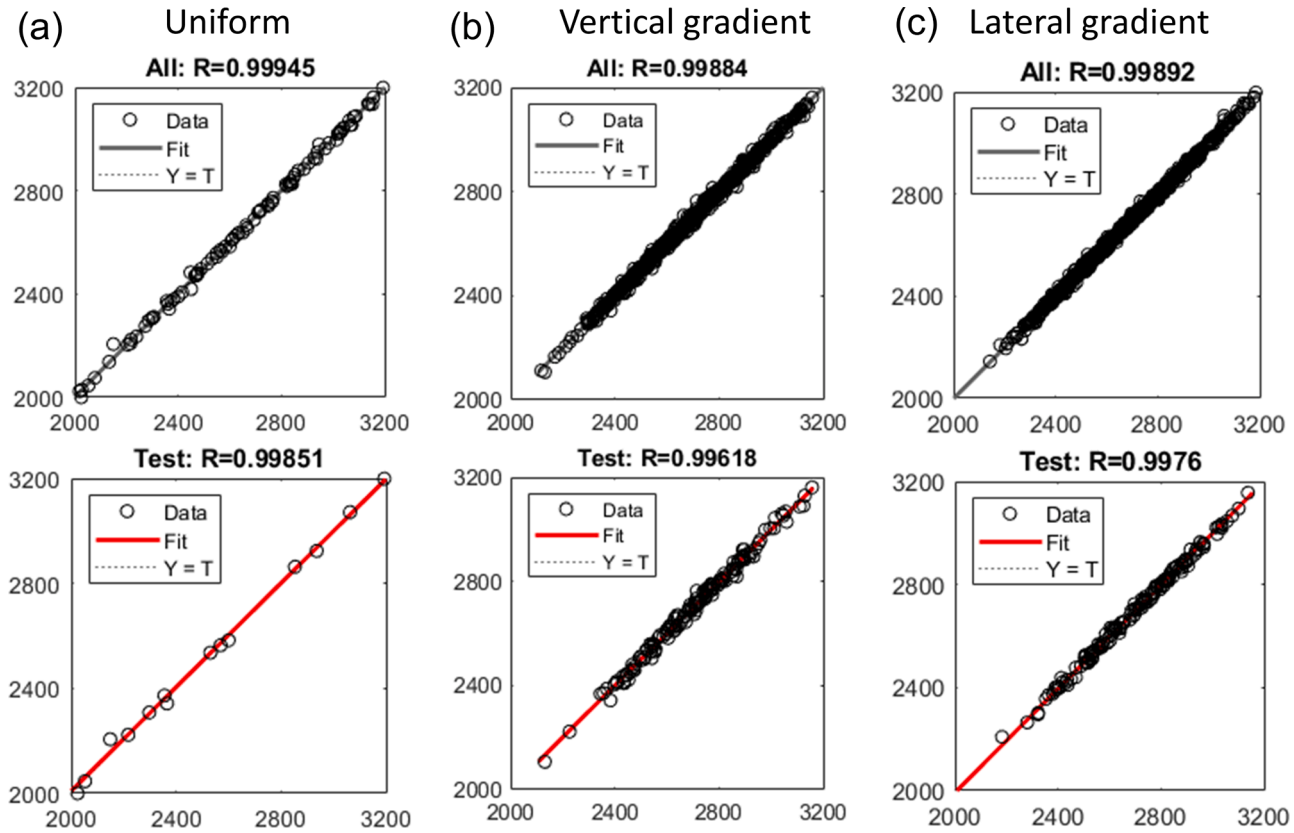 (a) Uniform
All: R=0.99945
3200
2800
2400
2000
Data
Fit
Y = T
2000 2400 2800 3200
Test: R=0.99851
3200
2800
2400
2000
Data
Fit
Y = T
2000 2400 2800 3200
(b) Vertical gradient
All: R=0.99884
3200
2800
2400
2000
Data
Fit
Y = T
2000 2400 2800 3200
Test: R=0.99618
3200
2800
2400
2000
Data
Fit
Y = T
2000 2400 2800 3200
(c) Lateral gradient
All: R=0.99892
3200
2800
2400
2000
Data
Fit
Y = T
2000 2400 2800 3200
Test: R=0.9976
3200
2800
2400
2000
Data
Fit
Y = T
2000 2400 2800 3200